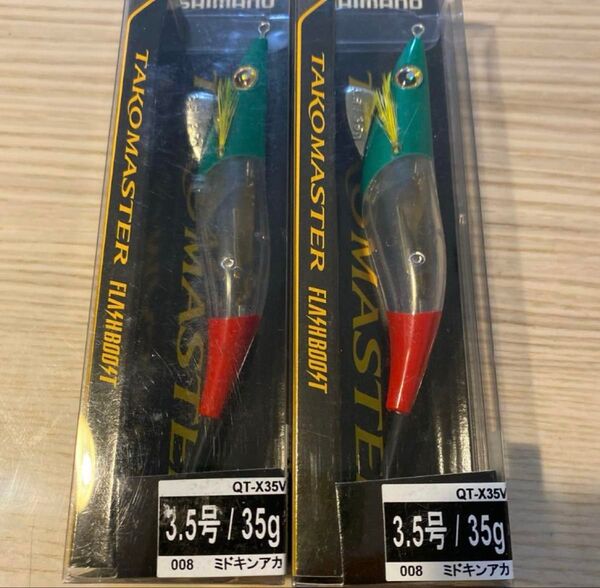 SHIMANO
TAKOMASTER FLASHBOOST
QT-X35V
3.5号/35g
008 ミドキンアカ
HIMANO
TAKOMASTER FLASHBOOST
QT-X35V
3.5号/35g
008 ミドキンアカ